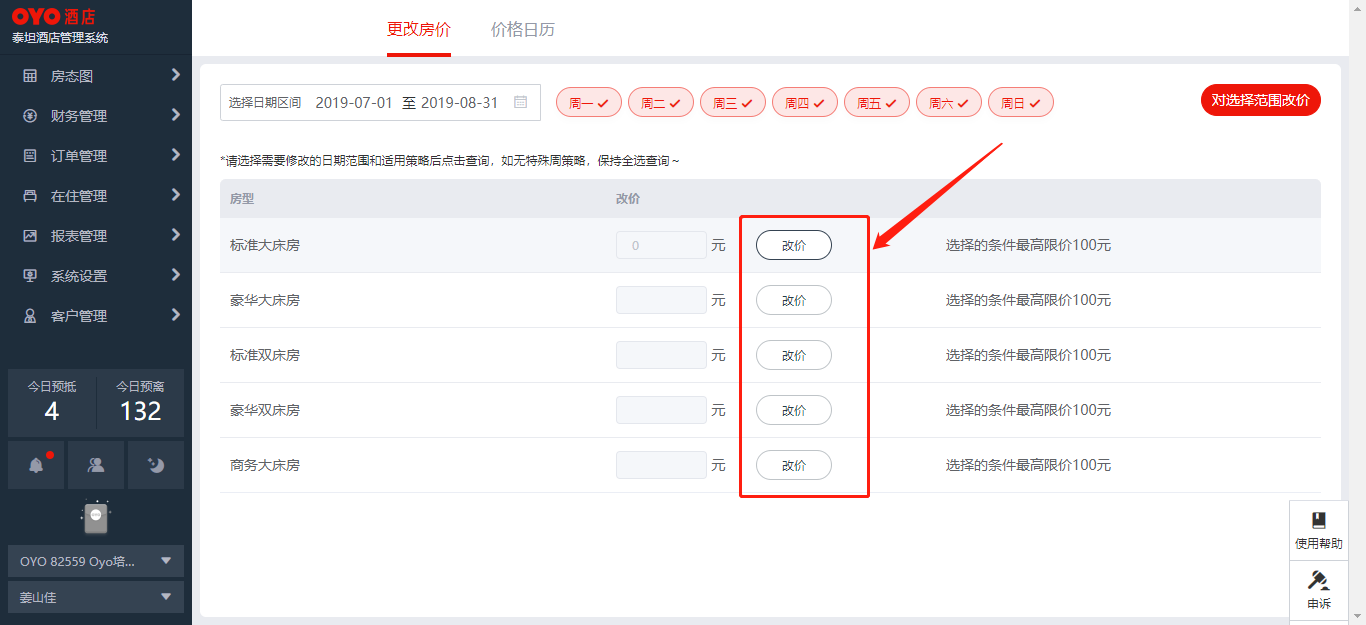 OYO 酒店
泰坦酒店管理系统
房态图
财务管理
订单管理
在住管理
报表管理
系统设置
客户管理
今日预抵 今日预离
4 132
OYO 82559 Oyo培...
姜山佳
更改房价 价格日历
选择日期区间 2019-07-01 至 2019-08-31 周一 周二 周三 周四 周五 周六 周日 对选择范围改价
*请选择需要修改的日期范围和适用策略后点击查询，如无特殊周策略，保持全选查询～
房型 改价
标准大床房 0 元 改价 选择的条件最高限价100元
豪华大床房 元 改价 选择的条件最高限价100元
标准双床房 元 改价 选择的条件最高限价100元
豪华双床房 元 改价 选择的条件最高限价100元
商务大床房 元 改价 选择的条件最高限价100元
使用帮助
申诉